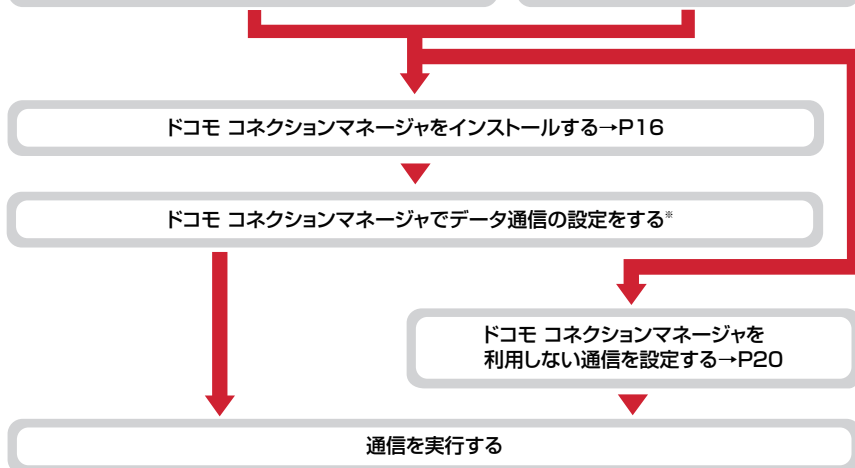 ドコモ コネクションマネージャをインストールする→P16
ドコモ コネクションマネージャでデータ通信の設定をする※
ドコモ コネクションマネージャを
利用しない通信を設定する→P20
通信を実行する